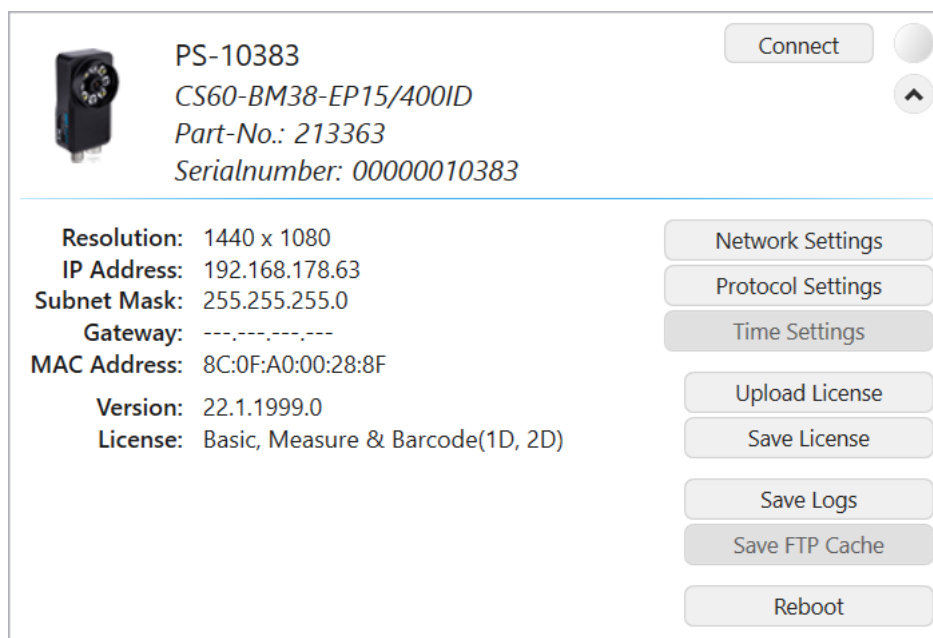 PS-10383
Connect
CS60-BM38-EP15/400ID
Part-No.: 213363
Serialnumber: 00000010383
Resolution: 1440 x 1080
IP Address: 192.168.178.63
Subnet Mask: 255.255.255.0
Gateway: ---.---.---.---
MAC Address: 8C:0F:A0:00:28:8F
Version: 22.1.1999.0
License: Basic, Measure & Barcode(1D, 2D)
Network Settings
Protocol Settings
Time Settings
Upload License
Save License
Save Logs
Save FTP Cache
Reboot